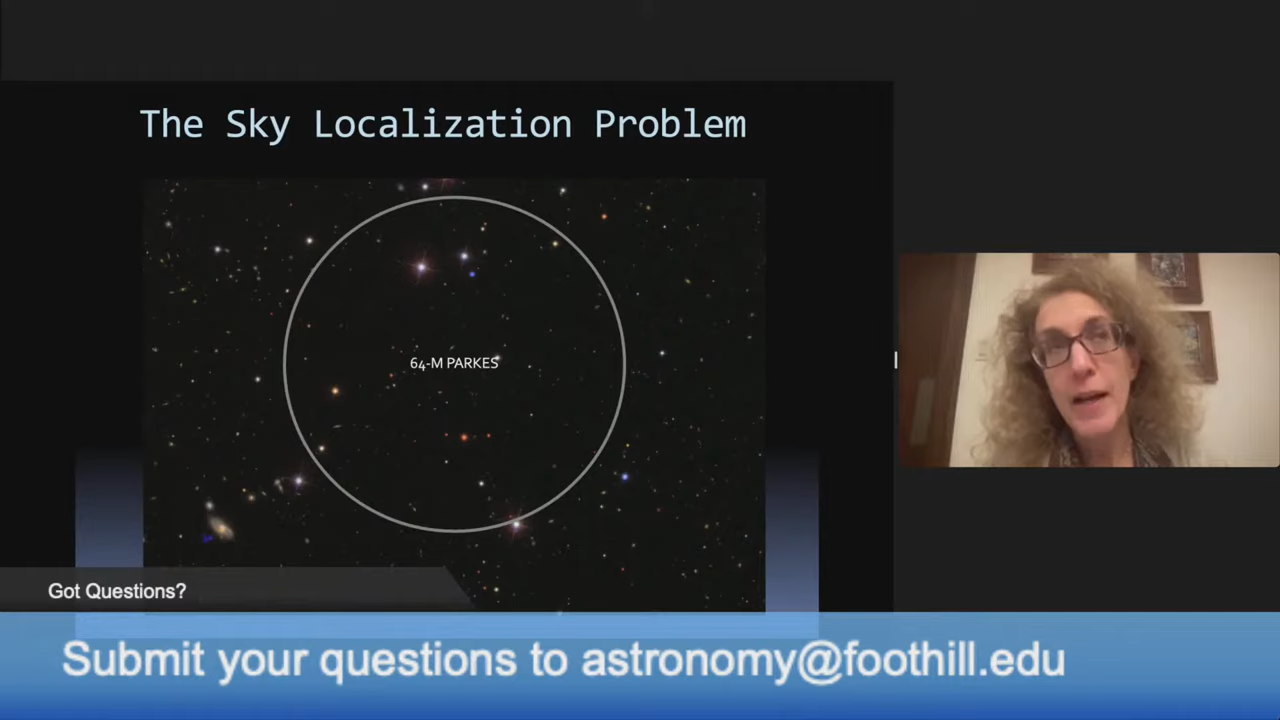 The Sky Localization Problem
64-M PARKES
Got Questions?
Submit your questions to astronomy@foothill.edu